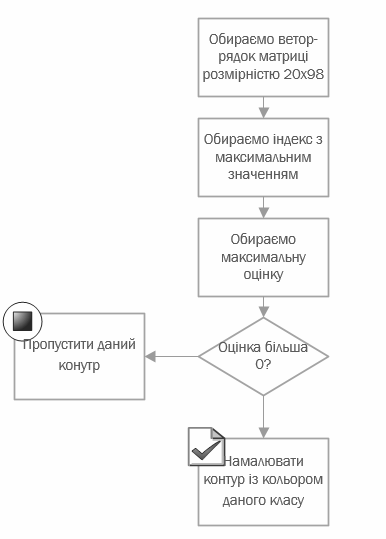 Обираємо ветор-
рядок матриці
розмірністю 20x98
Обираємо індекс з
максимальним
значенням
Обираємо
максимальну
оцінку
Оцінка більша
0?
Пропустити даний
конутр
Намалювати
контур із кольором
даного класу